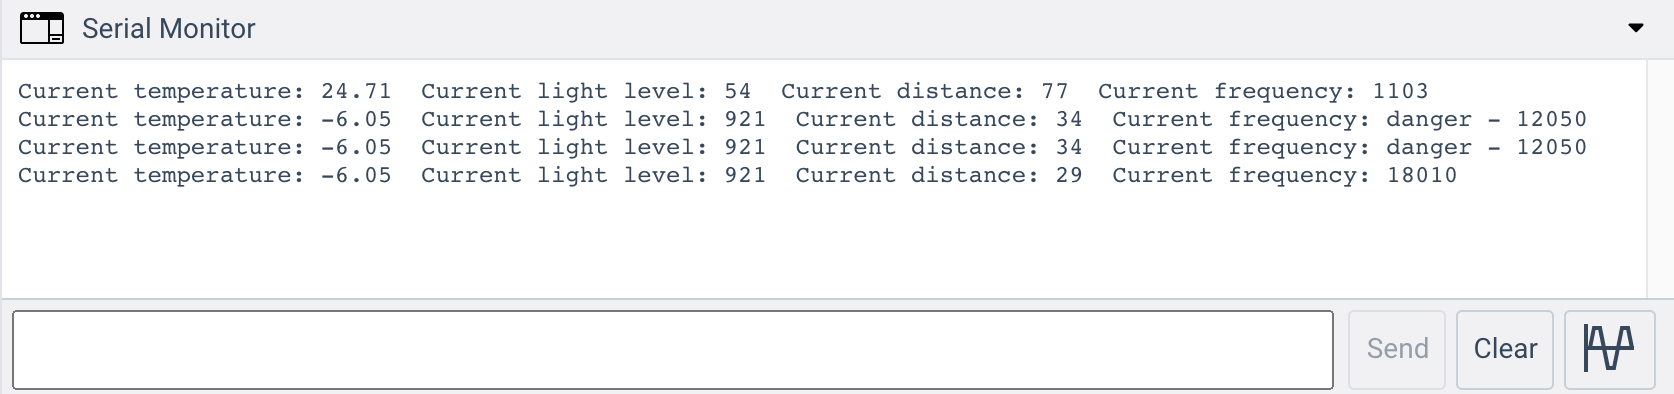 Serial Monitor
Current temperature: 24.71  Current light level: 54  Current distance: 77  Current frequency: 1103
Current temperature: -6.05  Current light level: 921  Current distance: 34  Current frequency: danger - 12050
Current temperature: -6.05  Current light level: 921  Current distance: 34  Current frequency: danger - 12050
Current temperature: -6.05  Current light level: 921  Current distance: 29  Current frequency: 18010
Send Clear